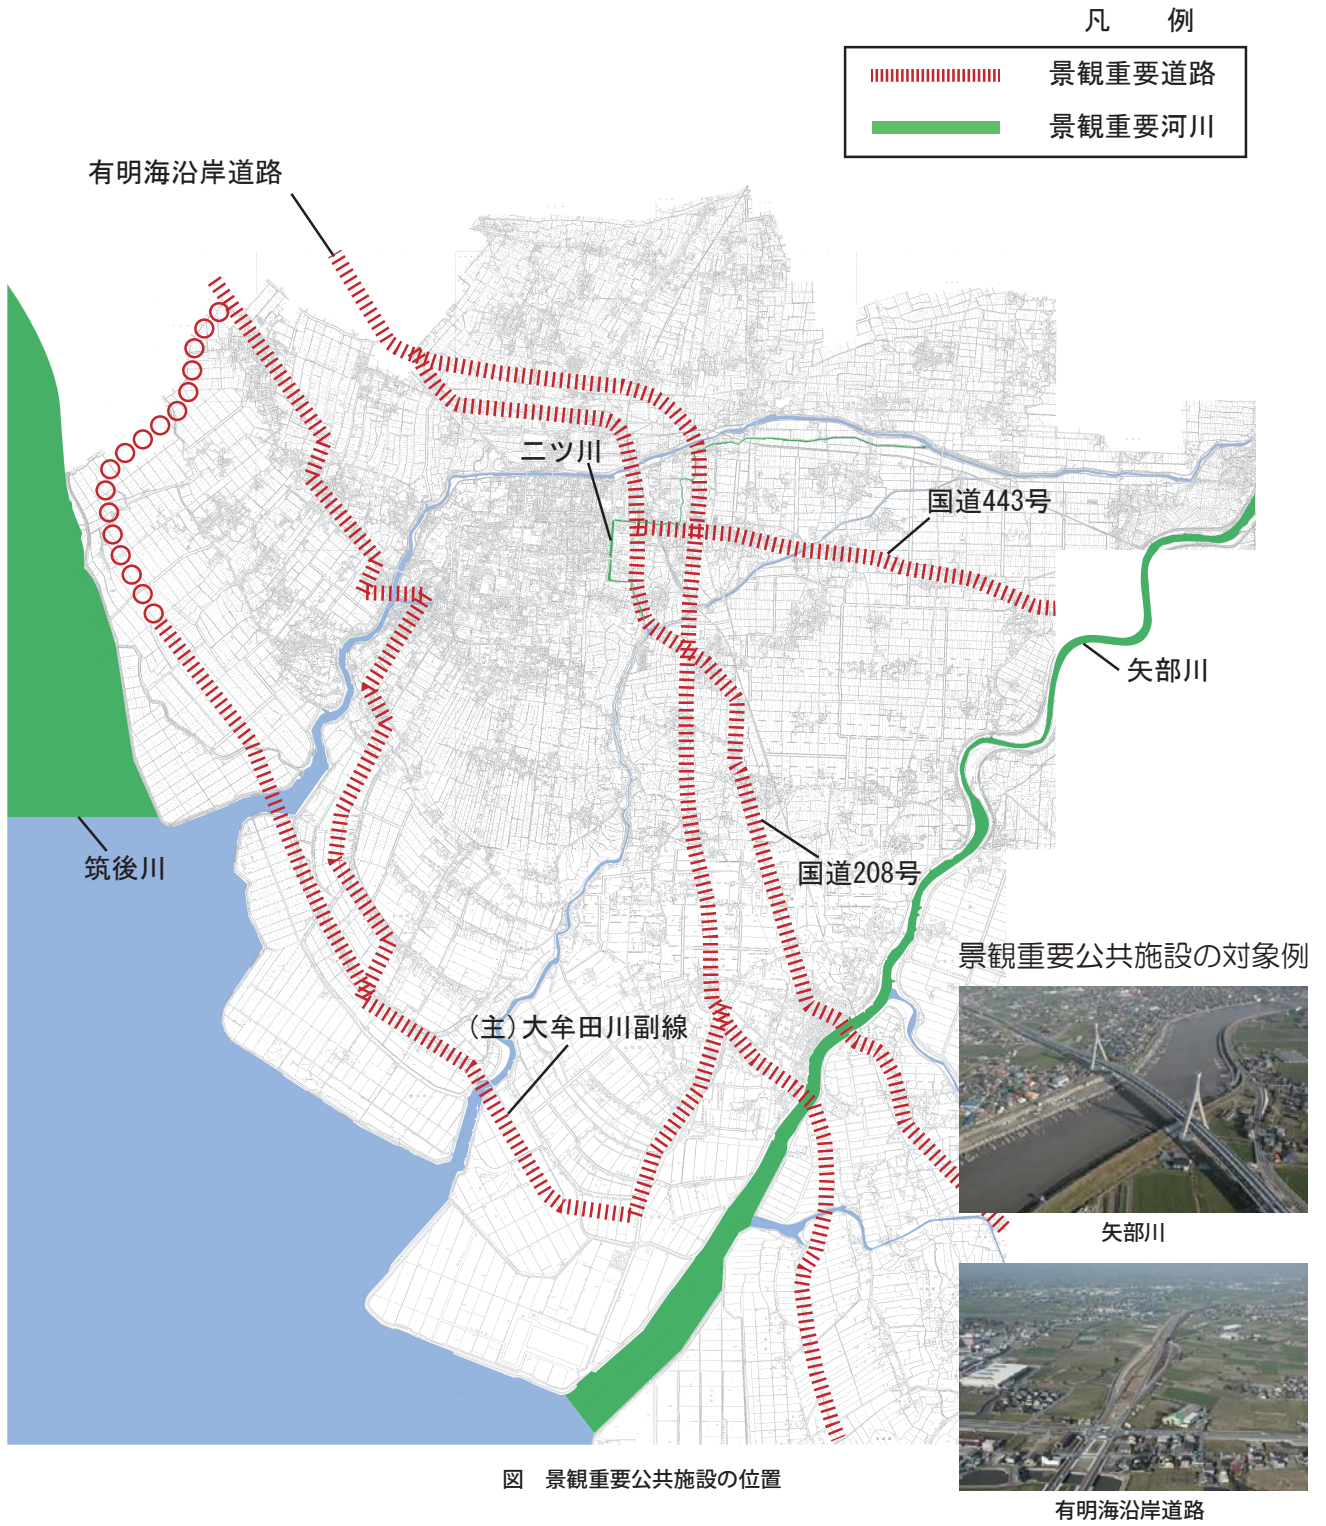 凡　例
景観重要道路
景観重要河川
有明海沿岸道路
二ツ川
国道443号
矢部川
筑後川
国道208号
景観重要公共施設の対象例
(主)大牟田川副線
矢部川
図　景観重要公共施設の位置
有明海沿岸道路